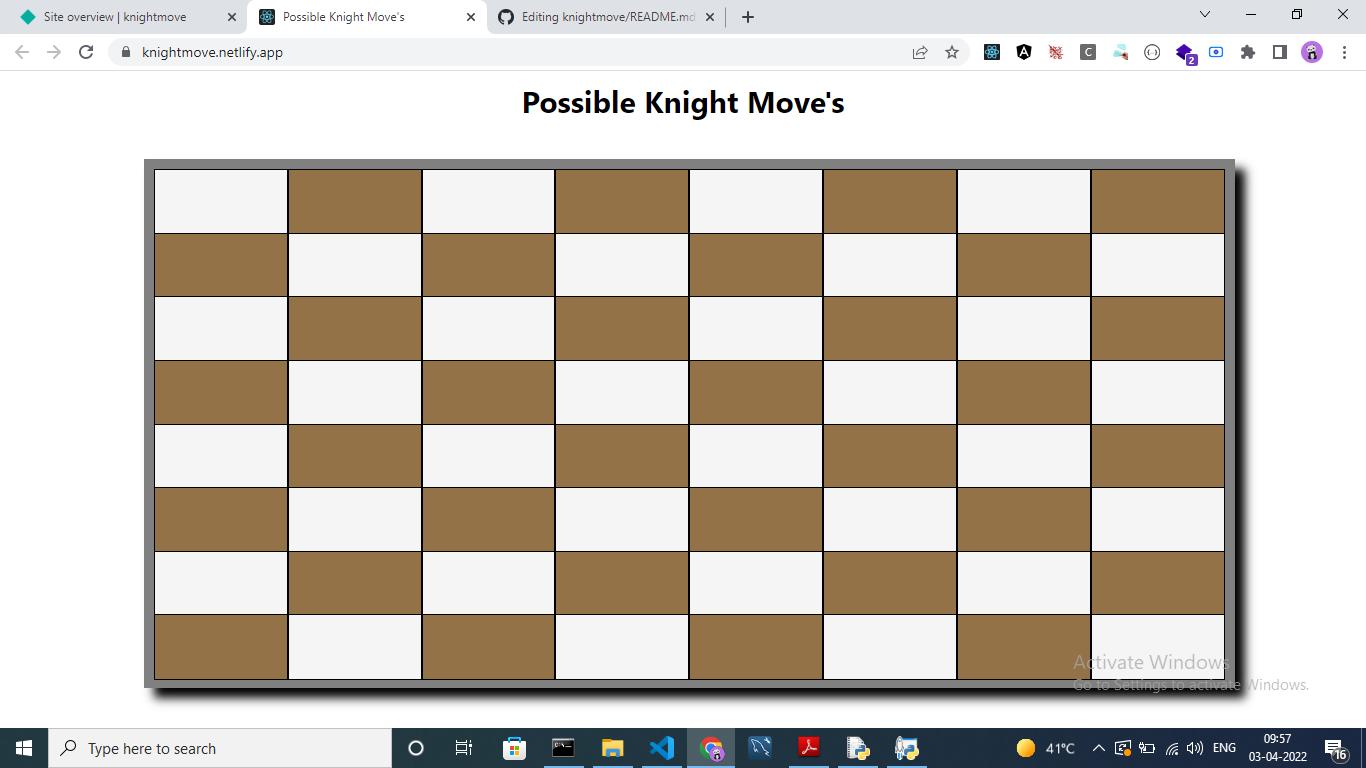 Site overview | knightmove
Possible Knight Move's
Editing knightmove/README.md
knightmove.netlify.app
C
2
Possible Knight Move's
Activate Windows
Go to Settings to activate Windows.
Type here to search
41°C
ENG
09:57
03-04-2022
16